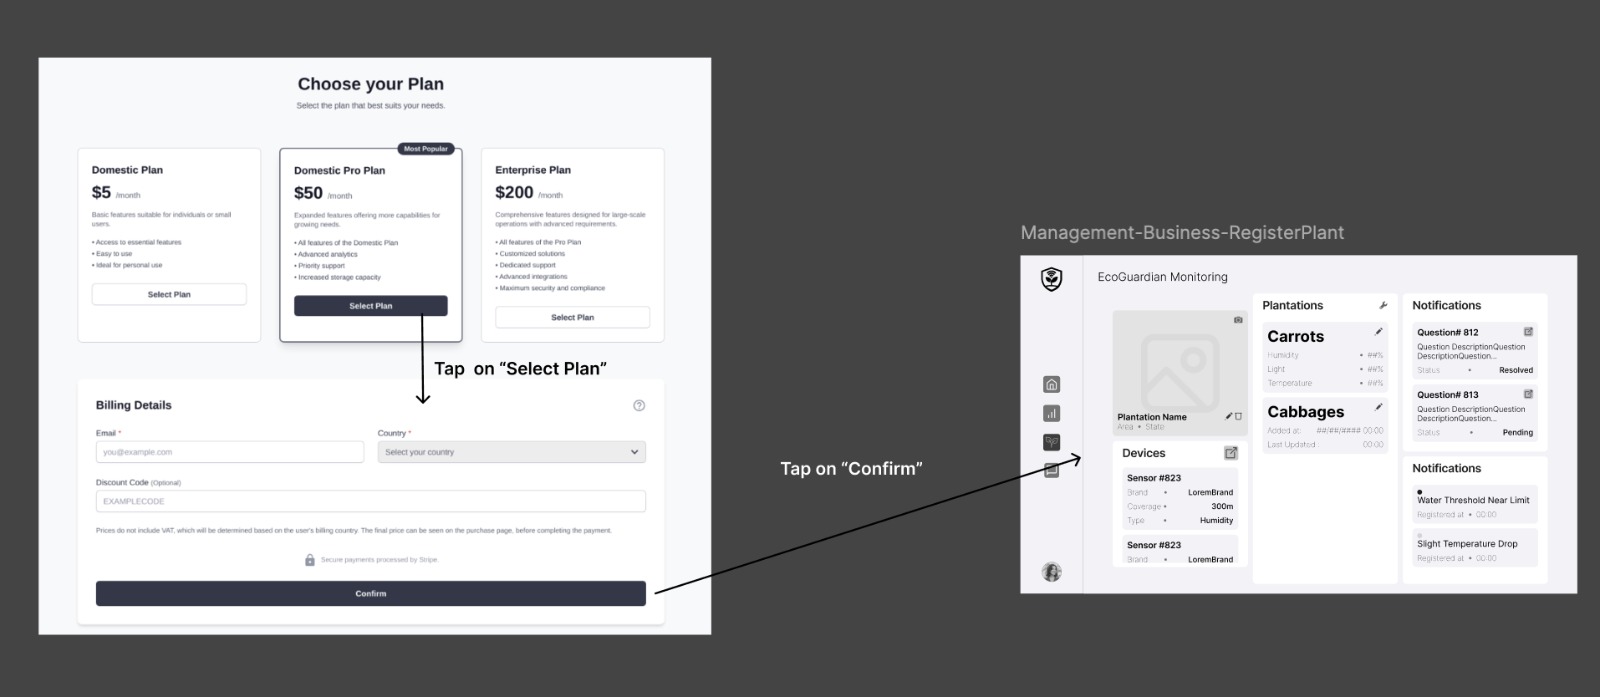 Choose your Plan
Select the plan that best suits your needs.
Domestic Plan
$5 /month
Basic features suitable for individuals or small
users.
• Access to essential features
• Easy to use
• Ideal for personal use
Select Plan
Most Popular
Domestic Pro Plan
$50 /month
Expanded features offering more capabilities for
growing needs.
• All features of the Domestic Plan
• Advanced analytics
• Priority support
• Increased storage capacity
Select Plan
Enterprise Plan
$200 /month
Comprehensive features designed for large-scale
operations with advanced requirements.
• All features of the Pro Plan
• Customized solutions
• Dedicated support
• Advanced integrations
• Maximum security and compliance
Select Plan
Tap on “Select Plan”
Billing Details
Email *
you@example.com
Country *
Select your country
Discount Code (Optional)
EXAMPLECODE
Prices do not include VAT, which will be determined based on the user's billing country. The final price can be seen on the purchase page, before completing the payment.
Secure payments processed by Stripe.
Confirm
Tap on “Confirm”
Management-Business-RegisterPlant
EcoGuardian Monitoring
Plantation Name
Area • State
Devices
Sensor #823
Brand • LoremBrand
Coverage • 300m
Type • Humidity
Sensor #823
Brand • LoremBrand
Plantations
Carrots
Humidity • ##%
Light • ##%
Temperature • ##%
Cabbages
Added at: ##/##/#### 00:00
Last Updated : 00:00
Notifications
Question# 812
Question DescriptionQuestion
DescriptionQuestion...
Status • Resolved
Question# 813
Question DescriptionQuestion
DescriptionQuestion...
Status • Pending
Notifications
Water Threshold Near Limit
Registered at • 00:00
Slight Temperature Drop
Registered at • 00:00